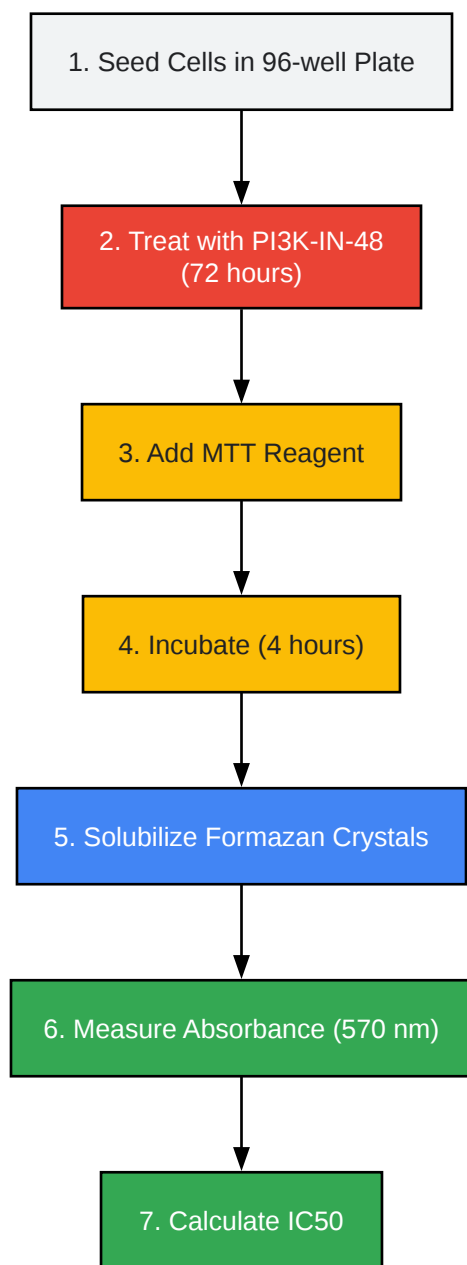 1. Seed Cells in 96-well Plate
2. Treat with PI3K-IN-48
(72 hours)
3. Add MTT Reagent
4. Incubate (4 hours)
5. Solubilize Formazan Crystals
6. Measure Absorbance (570 nm)
7. Calculate IC50